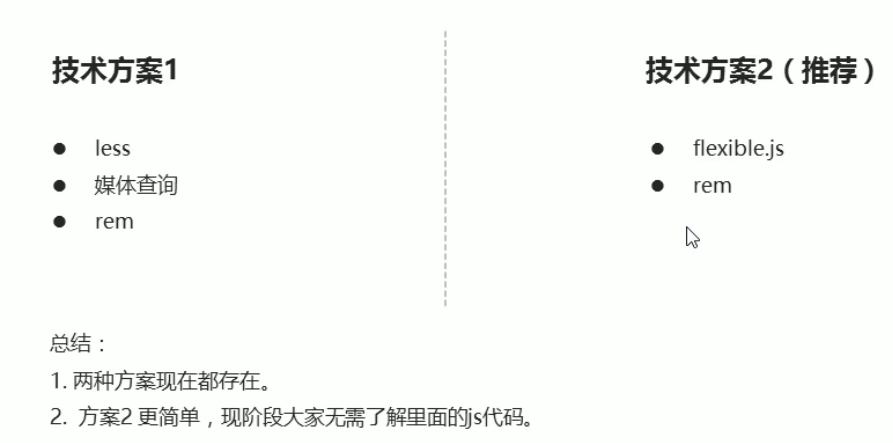 技术方案1
● less
● 媒体查询
● rem
技术方案2（推荐）
● flexible.js
● rem
总结：
1. 两种方案现在都存在。
2. 方案2 更简单，现阶段大家无需了解里面的js代码。